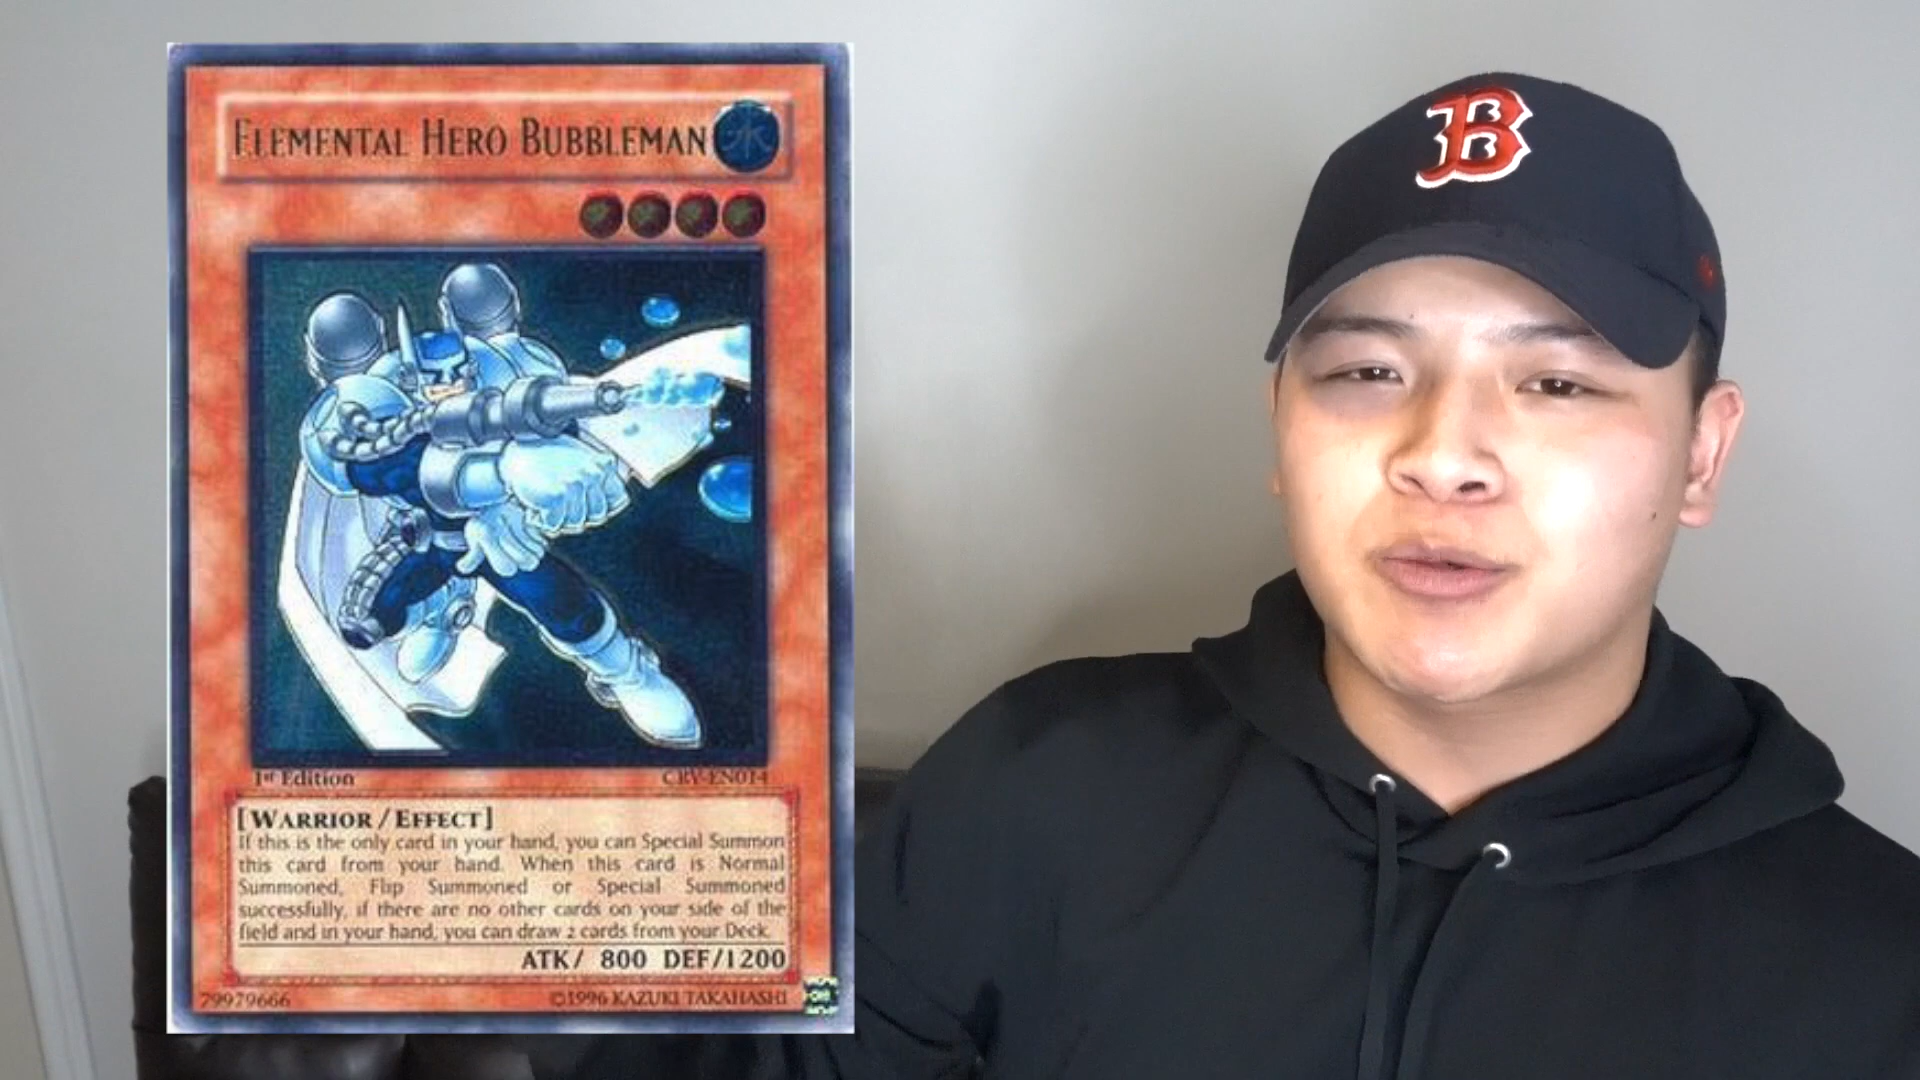 ELEMENTAL HERO BUBBLEMAN 水
B
1st Edition CRV-EN014
[WARRIOR/EFFECT]
If this is the only card in your hand, you can Special Summon
this card from your hand. When this card is Normal
Summoned, Flip Summoned or Special Summoned
successfully, if there are no other cards on your side of the
field and in your hand, you can draw 2 cards from your Deck.
ATK/ 800 DEF/1200
79979666 ©1996 KAZUKI TAKAHASHI